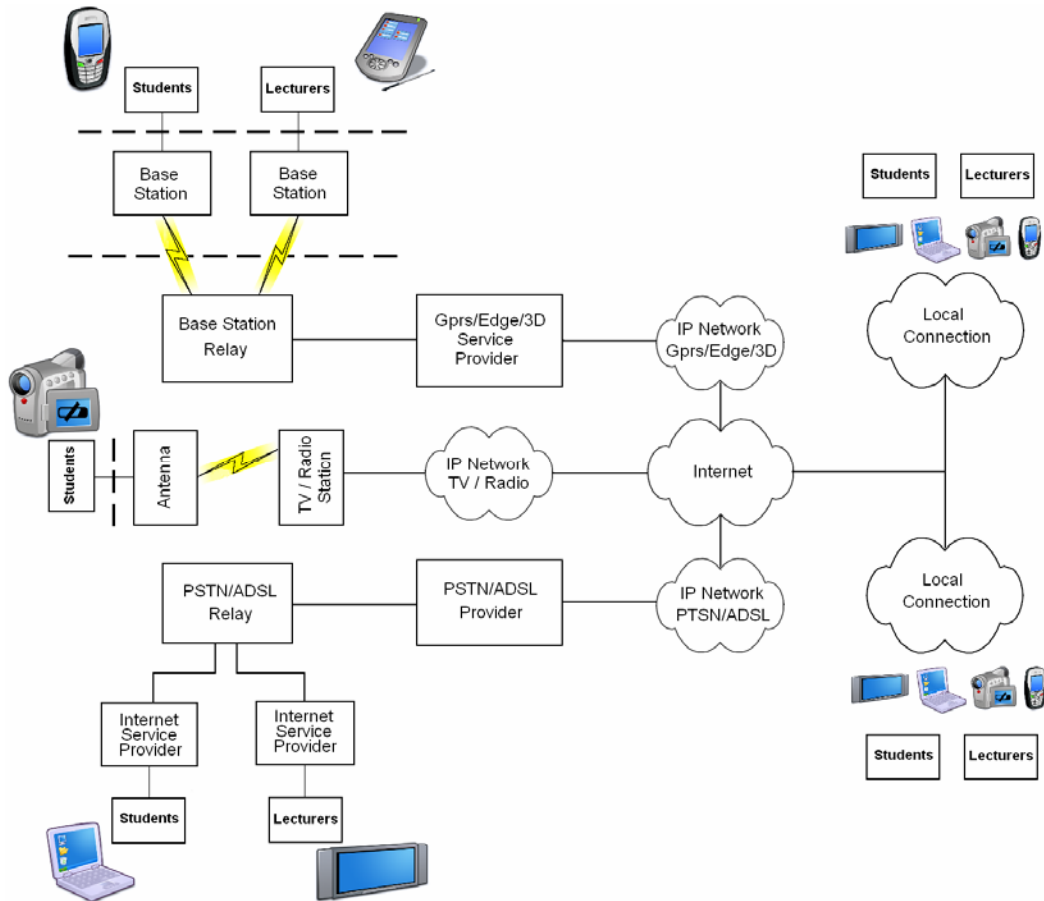 Students
Lecturers
Base
Station
Base
Station
Students
Lecturers
Base Station
Relay
Gprs/Edge/3D
Service
Provider
IP Network
Gprs/Edge/3D
Local
Connection
Students
Antenna
TV / Radio
Station
IP Network
TV / Radio
Internet
PSTN/ADSL
Relay
PSTN/ADSL
Provider
IP Network
PTSN/ADSL
Local
Connection
Internet
Service
Provider
Internet
Service
Provider
Students
Lecturers
Students
Lecturers